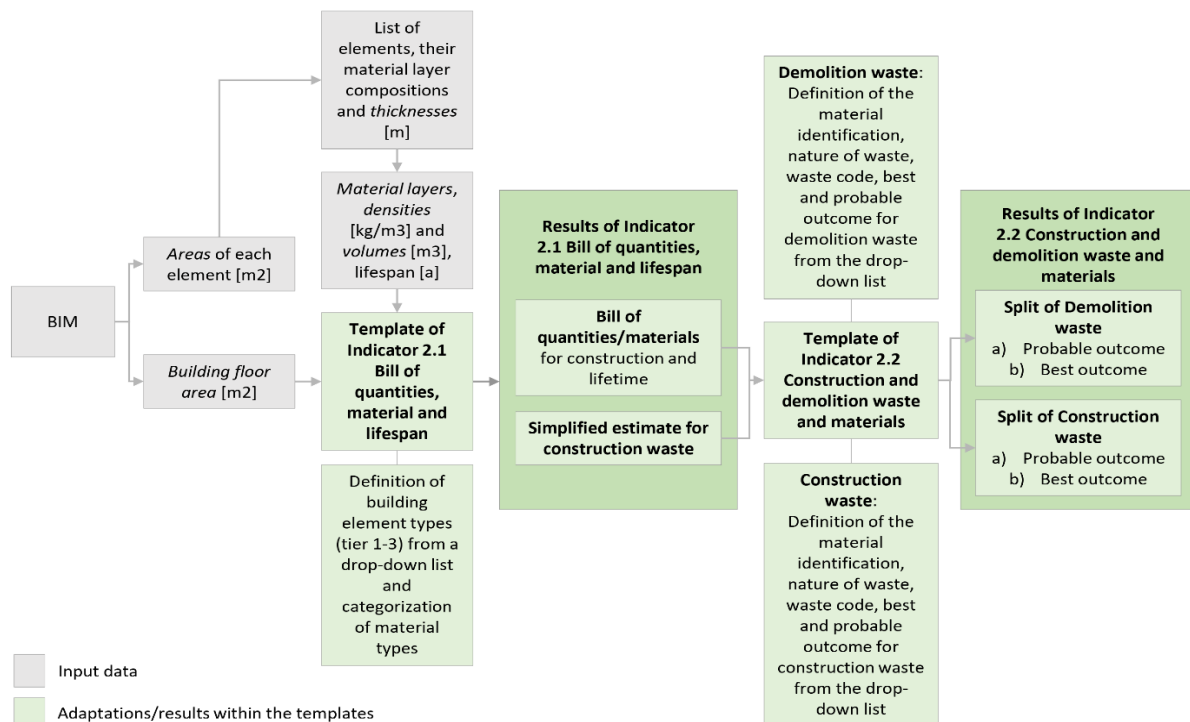 List of
elements, their
material layer
compositions
and thicknesses
[m]
Material layers,
densities
[kg/m3] and
volumes [m3],
lifespan [a]
BIM
Areas of each
element [m2]
Building floor
area [m2]
Template of
Indicator 2.1
Bill of
quantities,
material and
lifespan
Definition of
building
element types
(tier 1-3) from a
drop-down list
and
categorization
of material
types
Results of Indicator
2.1 Bill of quantities,
material and lifespan
Bill of
quantities/materials
for construction and
lifetime
Simplified estimate for
construction waste
Demolition waste:
Definition of the
material
identification,
nature of waste,
waste code, best
and probable
outcome for
demolition waste
from the drop-
down list
Template of
Indicator 2.2
Construction and
demolition waste
and materials
Construction
waste:
Definition of the
material
identification,
nature of waste,
waste code, best
and probable
outcome for
construction waste
from the drop-
down list
Results of Indicator
2.2 Construction and
demolition waste and
materials
Split of Demolition
waste
a) Probable outcome
b) Best outcome
Split of Construction
waste
a) Probable outcome
b) Best outcome
Input data
Adaptations/results within the templates